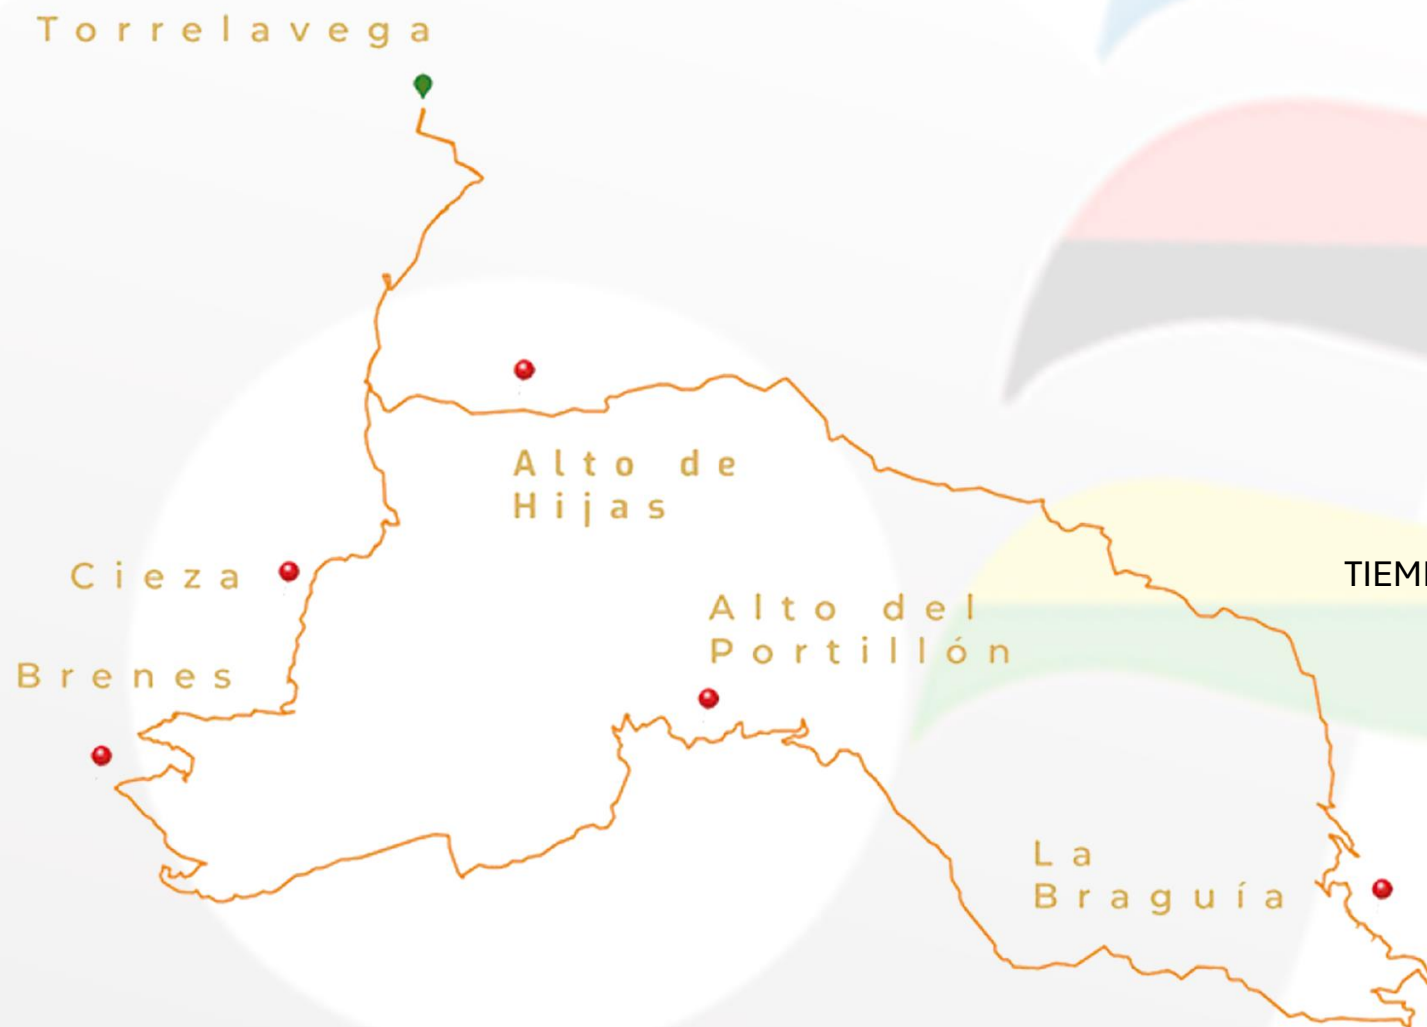 Torrelavega
Alto de
Hijas
Cieza
Alto del
Portillón
Brenes
La
Braguía